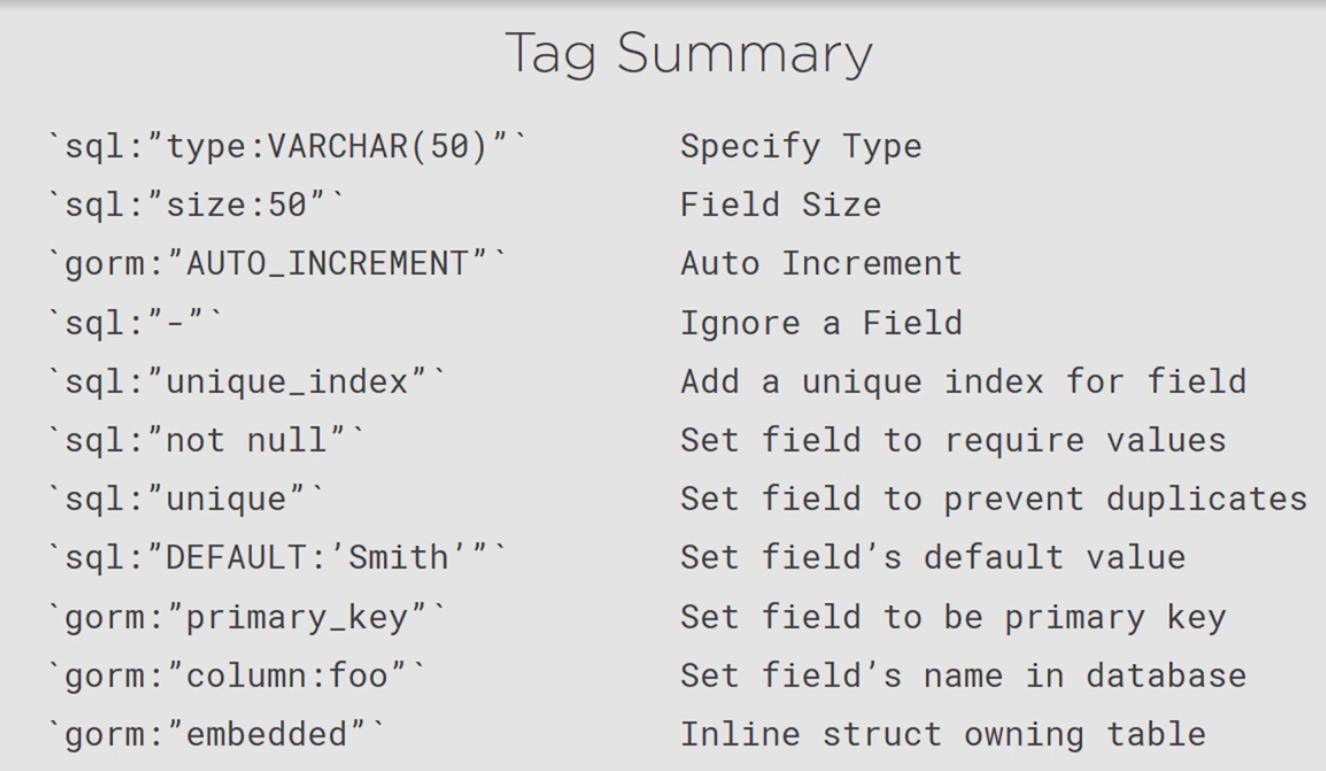 Tag Summary
`sql:”type:VARCHAR(50)”` Specify Type
`sql:”size:50”` Field Size
`gorm:”AUTO_INCREMENT”` Auto Increment
`sql:”-”` Ignore a Field
`sql:”unique_index”` Add a unique index for field
`sql:”not null”` Set field to require values
`sql:”unique”` Set field to prevent duplicates
`sql:”DEFAULT:’Smith’”` Set field’s default value
`gorm:”primary_key”` Set field to be primary key
`gorm:”column:foo”` Set field’s name in database
`gorm:”embedded”` Inline struct owning table